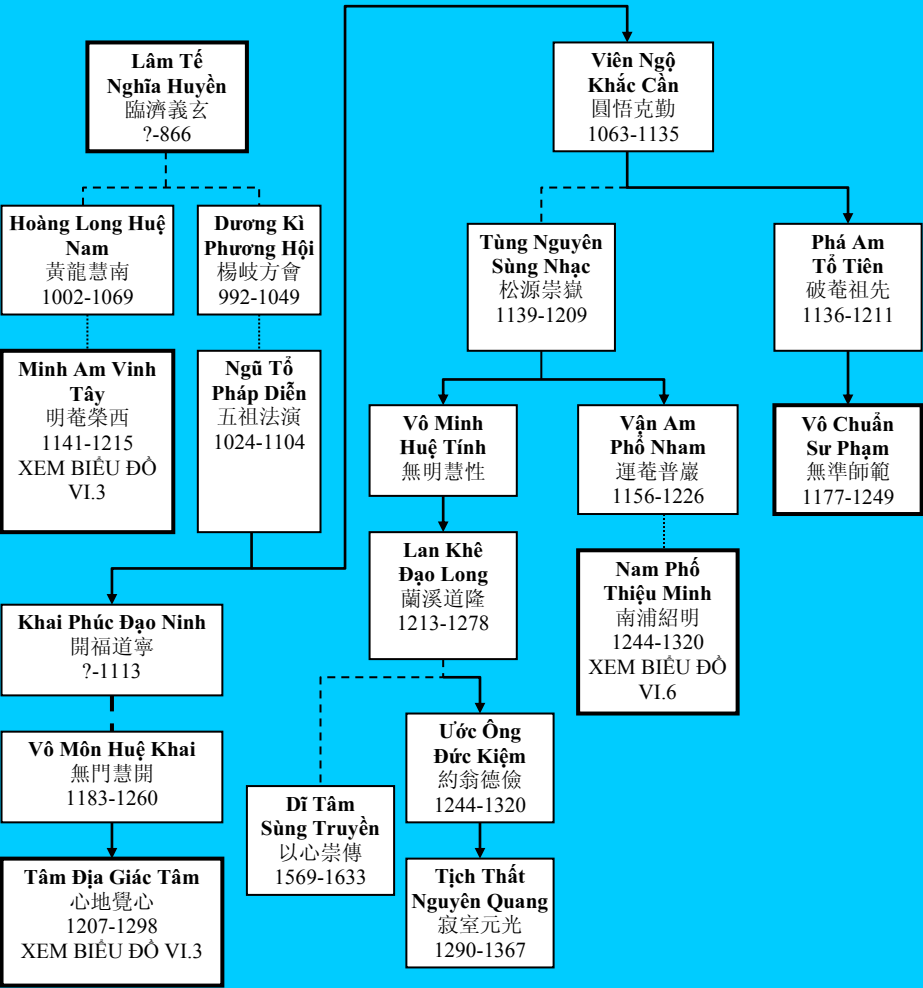 Lâm Tế
Nghĩa Huyền
臨濟義玄
?-866
Viên Ngộ
Khắc Cần
圓悟克勤
1063-1135
Hoàng Long Huệ
Nam
黃龍慧南
1002-1069
Dương Kì
Phương Hội
楊岐方會
992-1049
Tùng Nguyên
Sùng Nhạc
松源崇嶽
1139-1209
Phá Am
Tổ Tiên
破菴祖先
1136-1211
Minh Am Vinh
Tây
明菴榮西
1141-1215
XEM BIỂU ĐỒ
VI.3
Ngũ Tổ
Pháp Diễn
五祖法演
1024-1104
Vô Minh
Huệ Tính
無明慧性
Vận Am
Phổ Nham
運菴普巖
1156-1226
Vô Chuẩn
Sư Phạm
無準師範
1177-1249
Lan Khê
Đạo Long
蘭溪道隆
1213-1278
Nam Phố
Thiệu Minh
南浦紹明
1244-1320
XEM BIỂU ĐỒ
VI.6
Khai Phúc Đạo Ninh
開福道寧
?-1113
Vô Môn Huệ Khai
無門慧開
1183-1260
Ước Ông
Đức Kiệm
約翁德儉
1244-1320
Dĩ Tâm
Sùng Truyền
以心崇傳
1569-1633
Tâm Địa Giác Tâm
心地覺心
1207-1298
XEM BIỂU ĐỒ VI.3
Tịch Thất
Nguyên Quang
寂室元光
1290-1367